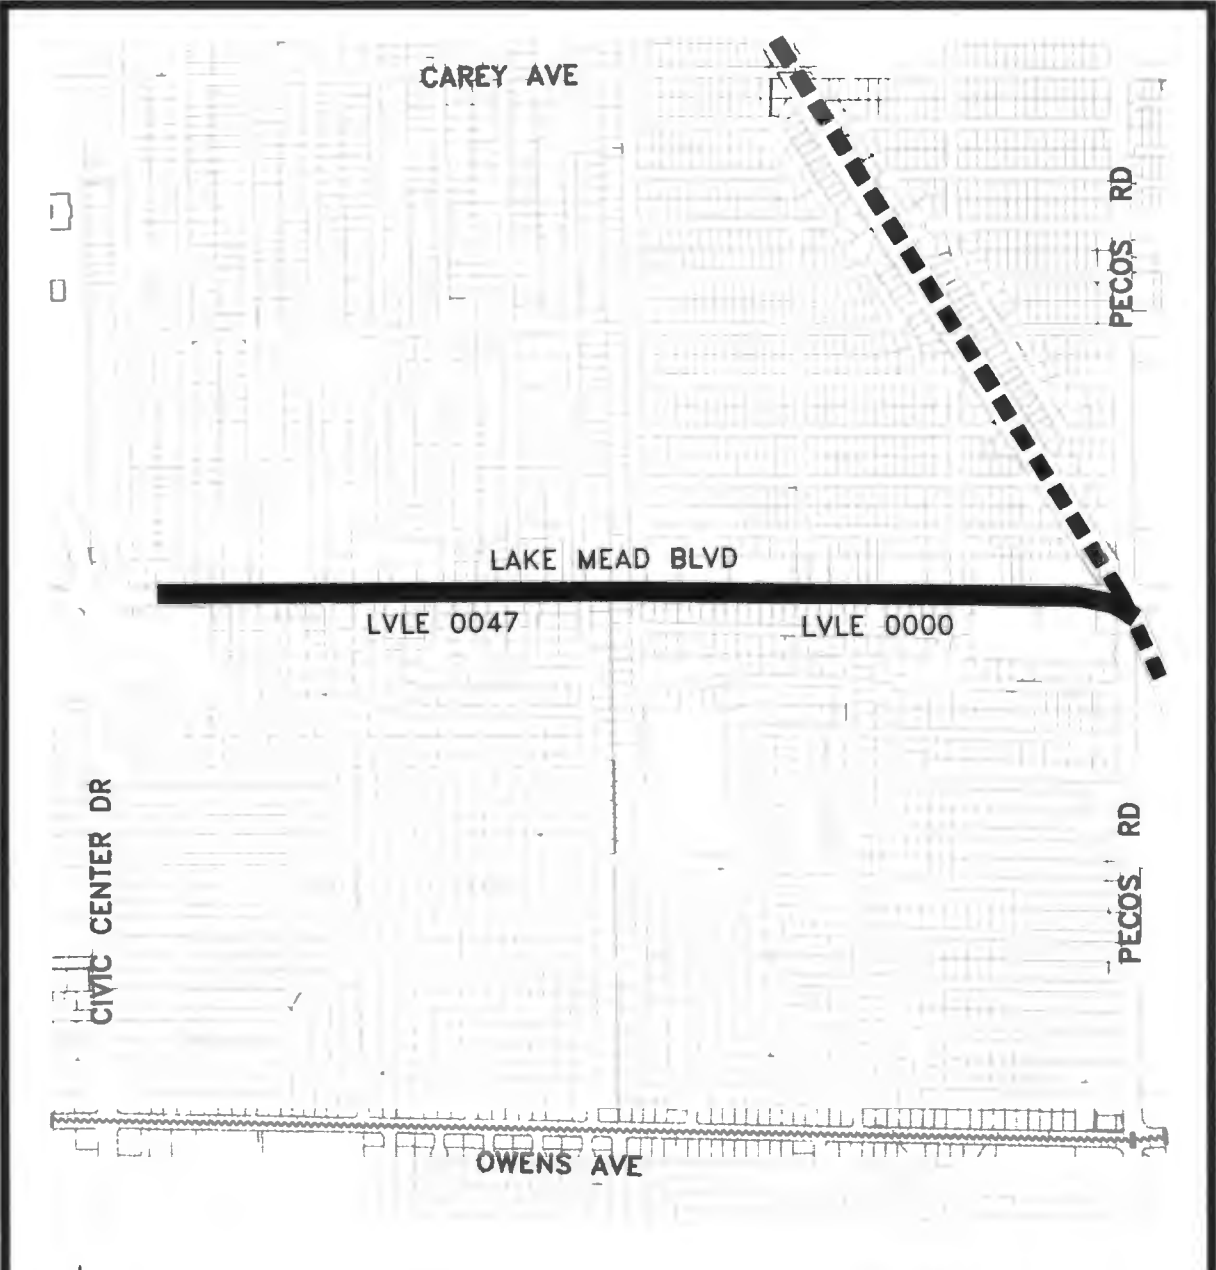 CAREY AVE
PECOS RD
LAKE MEAD BLVD
LVLE 0047
LVLE 0000
CIVIC CENTER DR
PECOS RD
OWENS AVE